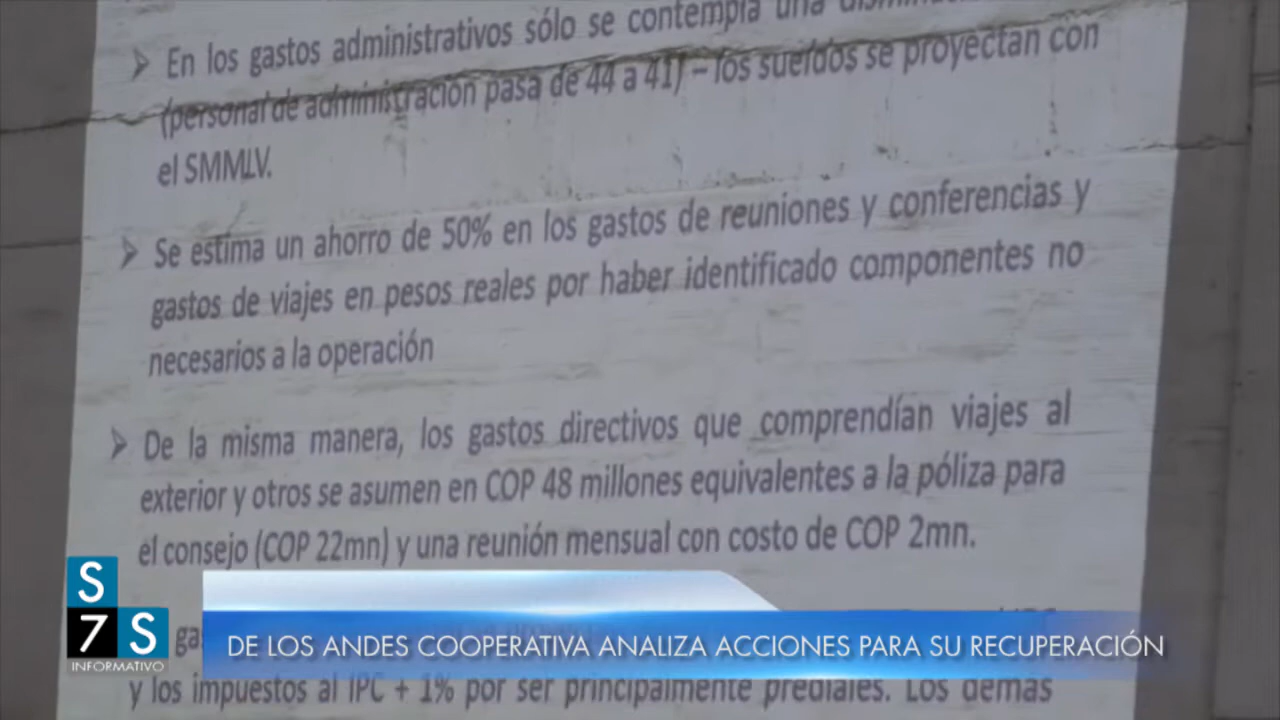 En los gastos administrativos sólo se contempla una
(personal de administración pasa de 44 a 41) – los sueldos se proyectan con
el SMMLV.
Se estima un ahorro de 50% en los gastos de reuniones y conferencias y
gastos de viajes en pesos reales por haber identificado componentes no
necesarios a la operación
De la misma manera, los gastos directivos que comprendían viajes al
exterior y otros se asumen en COP 48 millones equivalentes a la póliza para
el consejo (COP 22mn) y una reunión mensual con costo de COP 2mn.
y los impuestos al IPC + 1% por ser principalmente prediales. Los demás
S
7 S
INFORMATIVO
DE LOS ANDES COOPERATIVA ANALIZA ACCIONES PARA SU RECUPERACIÓN